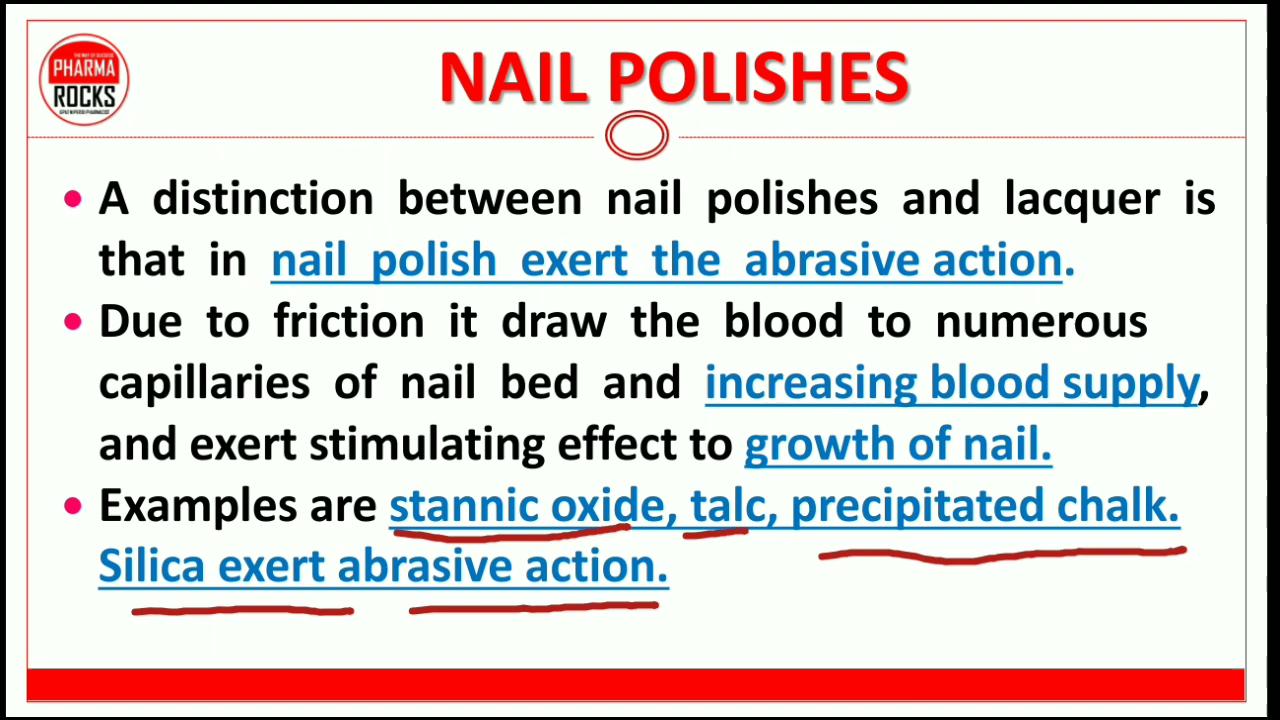 PHARMA
ROCKS
NAIL POLISHES
• A distinction between nail polishes and lacquer is
that in nail polish exert the abrasive action.
• Due to friction it draw the blood to numerous
capillaries of nail bed and increasing blood supply,
and exert stimulating effect to growth of nail.
• Examples are stannic oxide, talc, precipitated chalk.
Silica exert abrasive action.